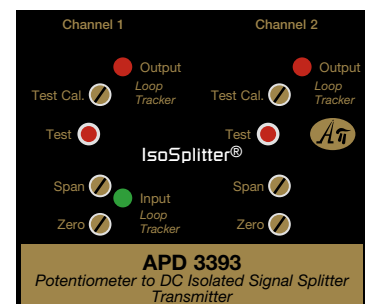 Channel 1 Channel 2
Output Output
Test Cal. Loop Test Cal. Loop
Tracker Tracker
Test Test
Aπ
IsoSplitter®
Span Span
Input
Zero Loop Zero
Tracker
APD 3393
Potentiometer to DC Isolated Signal Splitter
Transmitter